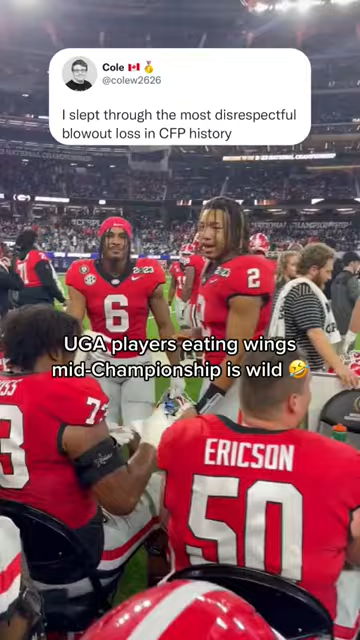 Cole 🇨🇦 🏅
@colew2626
I slept through the most disrespectful
blowout loss in CFP history
6
2
UGA players eating wings
mid-Championship is wild 🤣
ERICSON
50